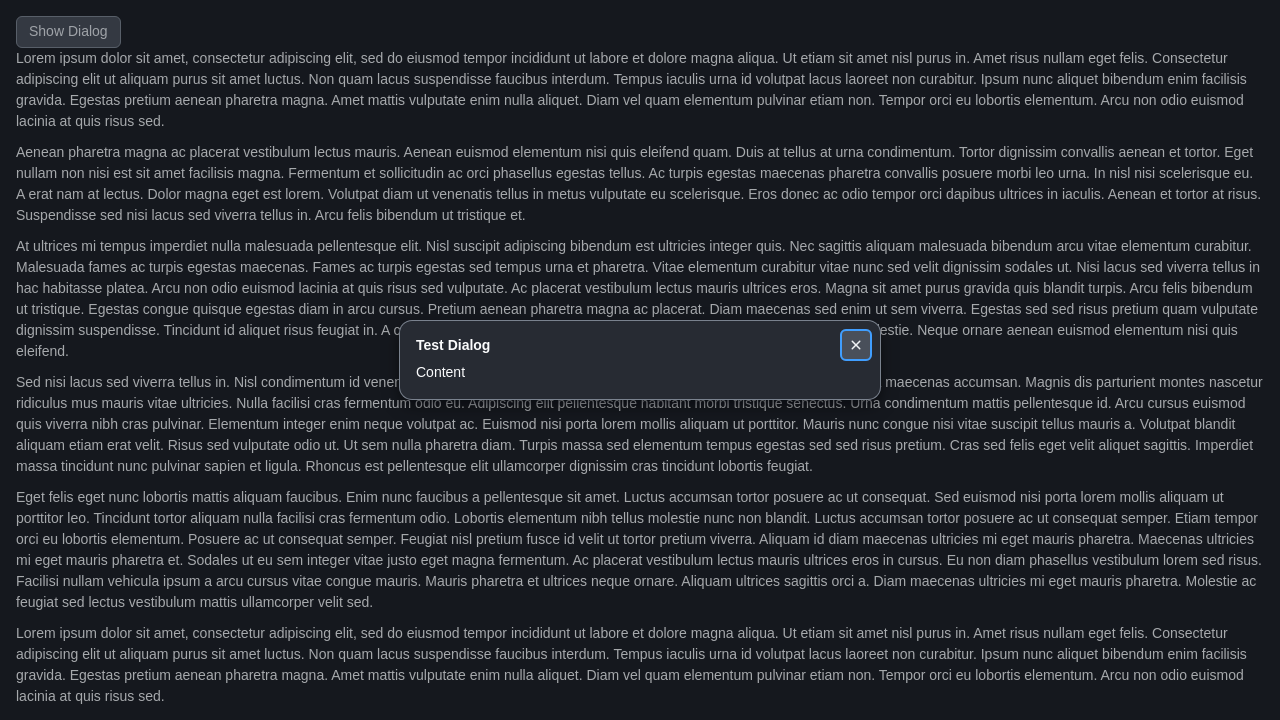 Show Dialog
Lorem ipsum dolor sit amet, consectetur adipiscing elit, sed do eiusmod tempor incididunt ut labore et dolore magna aliqua. Ut etiam sit amet nisl purus in. Amet risus nullam eget felis. Consectetur
adipiscing elit ut aliquam purus sit amet luctus. Non quam lacus suspendisse faucibus interdum. Tempus iaculis urna id volutpat lacus laoreet non curabitur. Ipsum nunc aliquet bibendum enim facilisis
gravida. Egestas pretium aenean pharetra magna. Amet mattis vulputate enim nulla aliquet. Diam vel quam elementum pulvinar etiam non. Tempor orci eu lobortis elementum. Arcu non odio euismod
lacinia at quis risus sed.
Aenean pharetra magna ac placerat vestibulum lectus mauris. Aenean euismod elementum nisi quis eleifend quam. Duis at tellus at urna condimentum. Tortor dignissim convallis aenean et tortor. Eget
nullam non nisi est sit amet facilisis magna. Fermentum et sollicitudin ac orci phasellus egestas tellus. Ac turpis egestas maecenas pharetra convallis posuere morbi leo urna. In nisl nisi scelerisque eu.
A erat nam at lectus. Dolor magna eget est lorem. Volutpat diam ut venenatis tellus in metus vulputate eu scelerisque. Eros donec ac odio tempor orci dapibus ultrices in iaculis. Aenean et tortor at risus.
Suspendisse sed nisi lacus sed viverra tellus in. Arcu felis bibendum ut tristique et.
At ultrices mi tempus imperdiet nulla malesuada pellentesque elit. Nisl suscipit adipiscing bibendum est ultricies integer quis. Nec sagittis aliquam malesuada bibendum arcu vitae elementum curabitur.
Malesuada fames ac turpis egestas maecenas. Fames ac turpis egestas sed tempus urna et pharetra. Vitae elementum curabitur vitae nunc sed velit dignissim sodales ut. Nisi lacus sed viverra tellus in
hac habitasse platea. Arcu non odio euismod lacinia at quis risus sed vulputate. Ac placerat vestibulum lectus mauris ultrices eros. Magna sit amet purus gravida quis blandit turpis. Arcu felis bibendum
ut tristique. Egestas congue quisque egestas diam in arcu cursus. Pretium aenean pharetra magna ac placerat. Diam maecenas sed enim ut sem viverra. Egestas sed sed risus pretium quam vulputate
dignissim suspendisse. Tincidunt id aliquet risus feugiat in. A Neque ornare aenean euismod elementum nisi quis
eleifend.
Test Dialog
Content
Sed nisi lacus sed viverra tellus in. Nisl condimentum id maecenas accumsan. Magnis dis parturient montes nascetur
ridiculus mus mauris vitae ultricies. Nulla facilisi cras fermentum odio eu. Adipiscing elit pellentesque habitant morbi tristique senectus. Urna condimentum mattis pellentesque id. Arcu cursus euismod
quis viverra nibh cras pulvinar. Elementum integer enim neque volutpat ac. Euismod nisi porta lorem mollis aliquam ut porttitor. Mauris nunc congue nisi vitae suscipit tellus mauris a. Volutpat blandit
aliquam etiam erat velit. Risus sed vulputate odio ut. Ut sem nulla pharetra diam. Turpis massa sed elementum tempus egestas sed sed risus pretium. Cras sed felis eget velit aliquet sagittis. Imperdiet
massa tincidunt nunc pulvinar sapien et ligula. Rhoncus est pellentesque elit ullamcorper dignissim cras tincidunt lobortis feugiat.
Eget felis eget nunc lobortis mattis aliquam faucibus. Enim nunc faucibus a pellentesque sit amet. Luctus accumsan tortor posuere ac ut consequat. Sed euismod nisi porta lorem mollis aliquam ut
porttitor leo. Tincidunt tortor aliquam nulla facilisi cras fermentum odio. Lobortis elementum nibh tellus molestie nunc non blandit. Luctus accumsan tortor posuere ac ut consequat semper. Etiam tempor
orci eu lobortis elementum. Posuere ac ut consequat semper. Feugiat nisl pretium fusce id velit ut tortor pretium viverra. Aliquam id diam maecenas ultricies mi eget mauris pharetra. Maecenas ultricies
mi eget mauris pharetra et. Sodales ut eu sem integer vitae justo eget magna fermentum. Ac placerat vestibulum lectus mauris ultrices eros in cursus. Eu non diam phasellus vestibulum lorem sed risus.
Facilisi nullam vehicula ipsum a arcu cursus vitae congue mauris. Mauris pharetra et ultrices neque ornare. Aliquam ultrices sagittis orci a. Diam maecenas ultricies mi eget mauris pharetra. Molestie ac
feugiat sed lectus vestibulum mattis ullamcorper velit sed.
Lorem ipsum dolor sit amet, consectetur adipiscing elit, sed do eiusmod tempor incididunt ut labore et dolore magna aliqua. Ut etiam sit amet nisl purus in. Amet risus nullam eget felis. Consectetur
adipiscing elit ut aliquam purus sit amet luctus. Non quam lacus suspendisse faucibus interdum. Tempus iaculis urna id volutpat lacus laoreet non curabitur. Ipsum nunc aliquet bibendum enim facilisis
gravida. Egestas pretium aenean pharetra magna. Amet mattis vulputate enim nulla aliquet. Diam vel quam elementum pulvinar etiam non. Tempor orci eu lobortis elementum. Arcu non odio euismod
lacinia at quis risus sed.